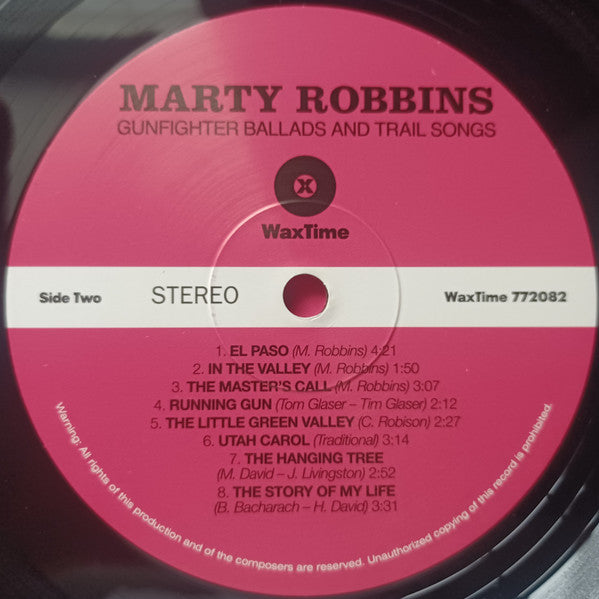 MARTY ROBBINS
GUNFIGHTER BALLADS AND TRAIL SONGS
X
WaxTime
Side Two
STEREO
WaxTime 772082
1. EL PASO (M. Robbins) 4:21
2. IN THE VALLEY (M. Robbins) 1:50
3. THE MASTER'S CALL (M. Robbins) 3:07
4. RUNNING GUN (Tom Glaser – Tim Glaser) 2:12
5. THE LITTLE GREEN VALLEY (C. Robison) 2:27
6. UTAH CAROL (Traditional) 3:14
7. THE HANGING TREE
(M. David – J. Livingston) 2:52
8. THE STORY OF MY LIFE
(B. Bacharach – H. David) 3:31
Warning: All rights of this production and of the composers are reserved. Unauthorized copying of this record is prohibited.